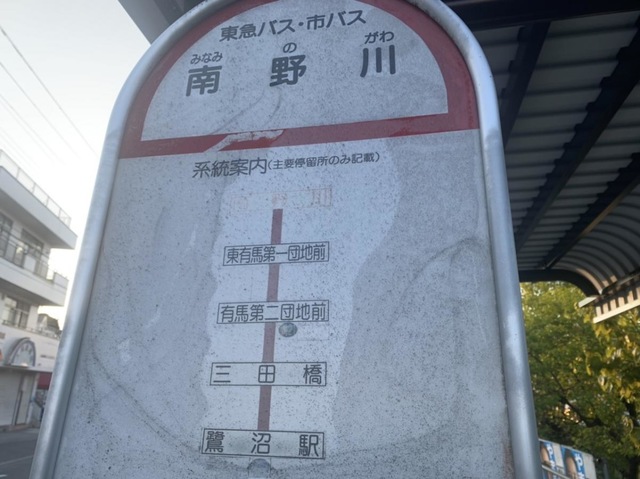 東急バス・市バス
みなみ の がわ
南野川
系統案内(主要停留所のみ記載)
東有馬第一団地前
有馬第二団地前
三田橋
鷺沼駅